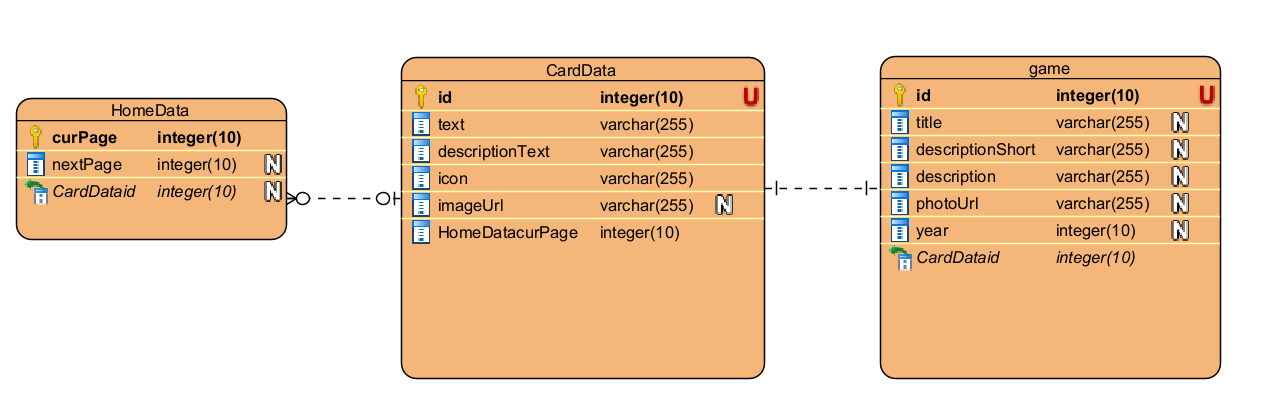 HomeData
curPage integer(10)
nextPage integer(10) N
CardDataid integer(10) N
CardData
id integer(10) U
text varchar(255)
descriptionText varchar(255)
icon varchar(255)
imageUrl varchar(255) N
HomeDatacurPage integer(10)
game
id integer(10) U
title varchar(255) N
descriptionShort varchar(255) N
description varchar(255) N
photoUrl varchar(255) N
year integer(10) N
CardDataid integer(10)